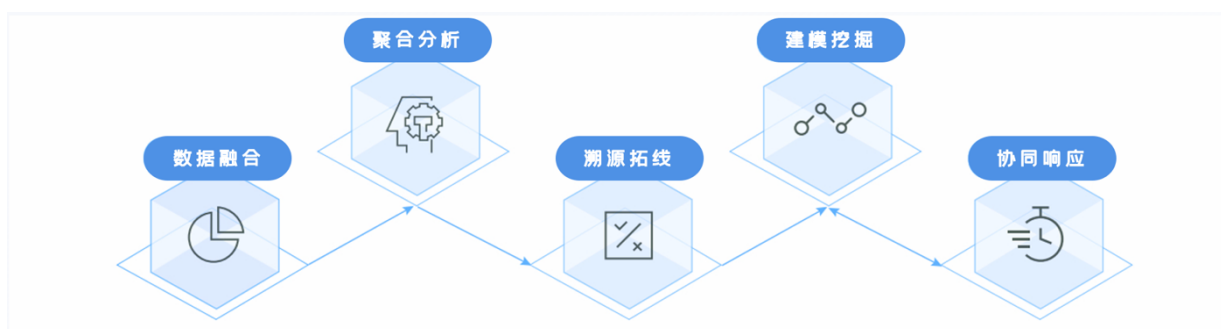 聚合分析
建模挖掘
数据融合
溯源拓线
协同响应